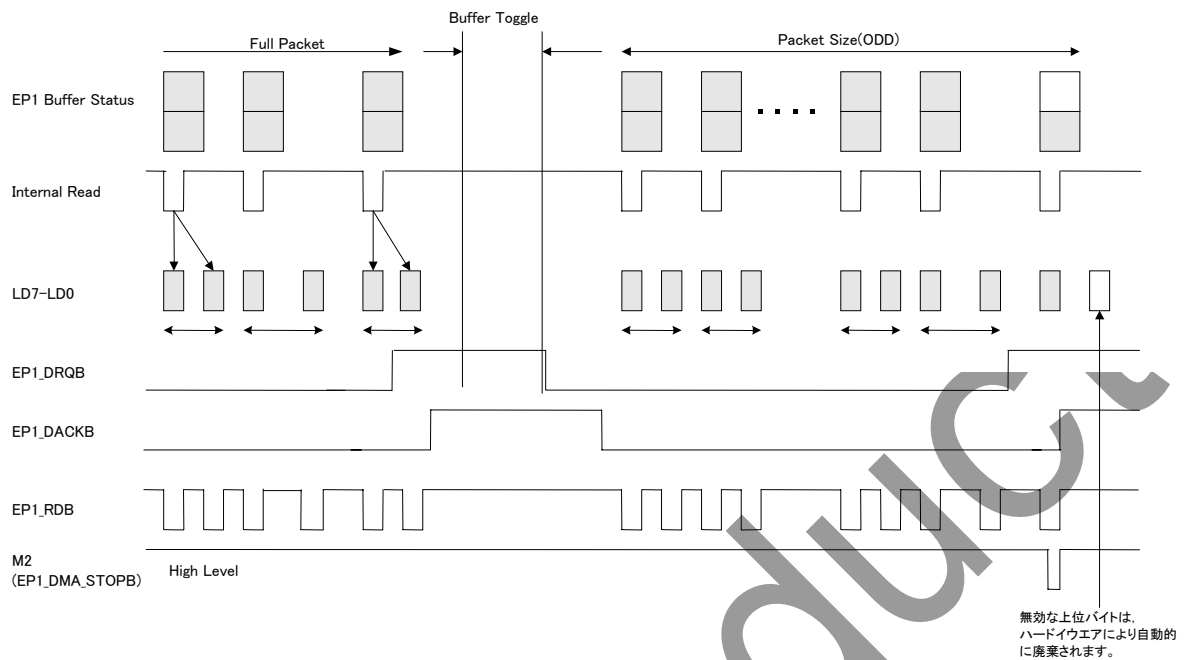 Buffer Toggle
Full Packet
Packet Size(ODD)
EP1 Buffer Status
Internal Read
LD7-LD0
EP1_DRQB
EP1_DACKB
EP1_RDB
M2
(EP1_DMA_STOPB)
High Level
無効な上位バイトは,
ハードイウエアにより自動的
に廃棄されます。
duct